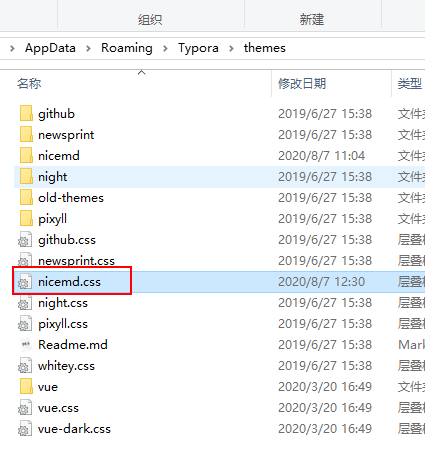 组织 新建
AppData Roaming Typora themes
名称 修改日期 类型
github 2019/6/27 15:38 文件
newsprint 2019/6/27 15:38 文件
nicemd 2020/8/7 11:04 文件
night 2019/6/27 15:38 文件
old-themes 2019/6/27 15:38 文件
pixyll 2019/6/27 15:38 文件
github.css 2019/6/27 15:38 层叠
newsprint.css 2019/6/27 15:38 层叠
nicemd.css 2020/8/7 12:30 层叠
night.css 2019/6/27 15:38 层叠
pixyll.css 2019/6/27 15:38 层叠
Readme.md 2019/6/27 15:38 Mark
whitey.css 2019/6/27 15:38 层叠
vue 2020/3/20 16:49 文件
vue.css 2020/3/20 16:49 层叠
vue-dark.css 2020/3/20 16:49 层叠